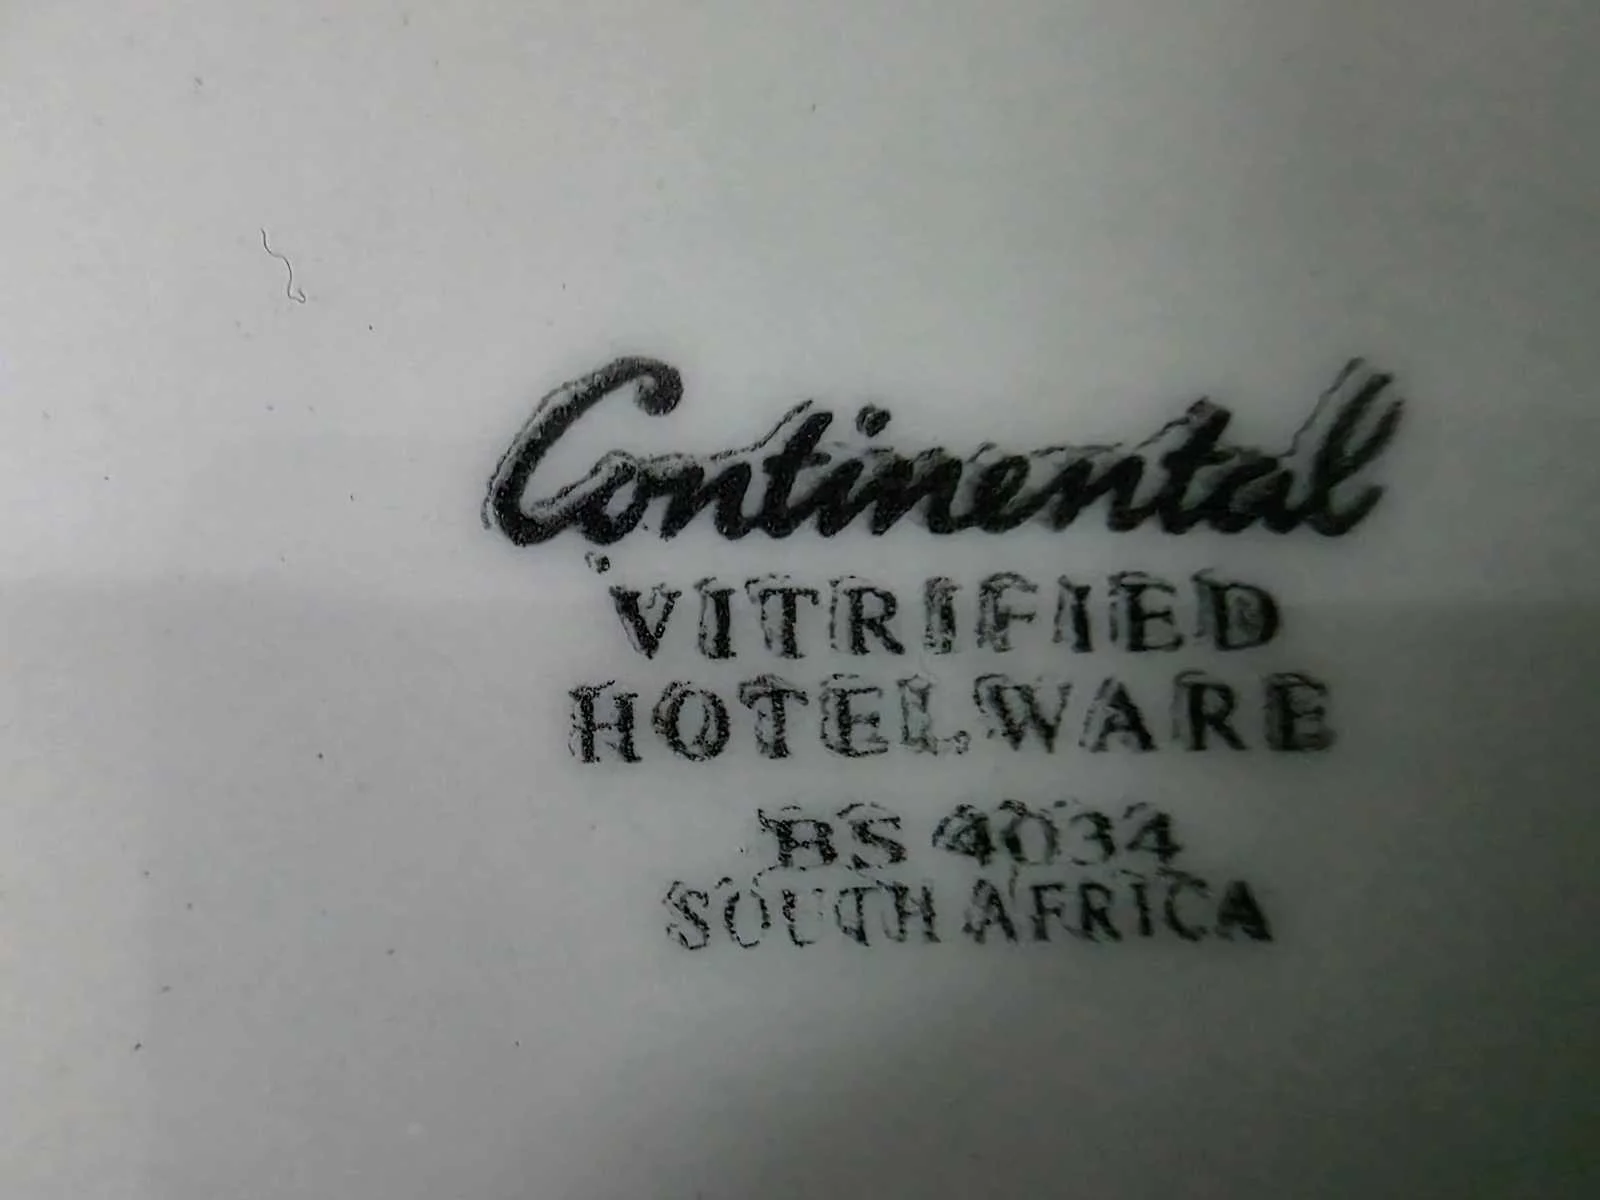 Continental
VITRIFIED
HOTELWARE
BS 4034
SOUTH AFRICA